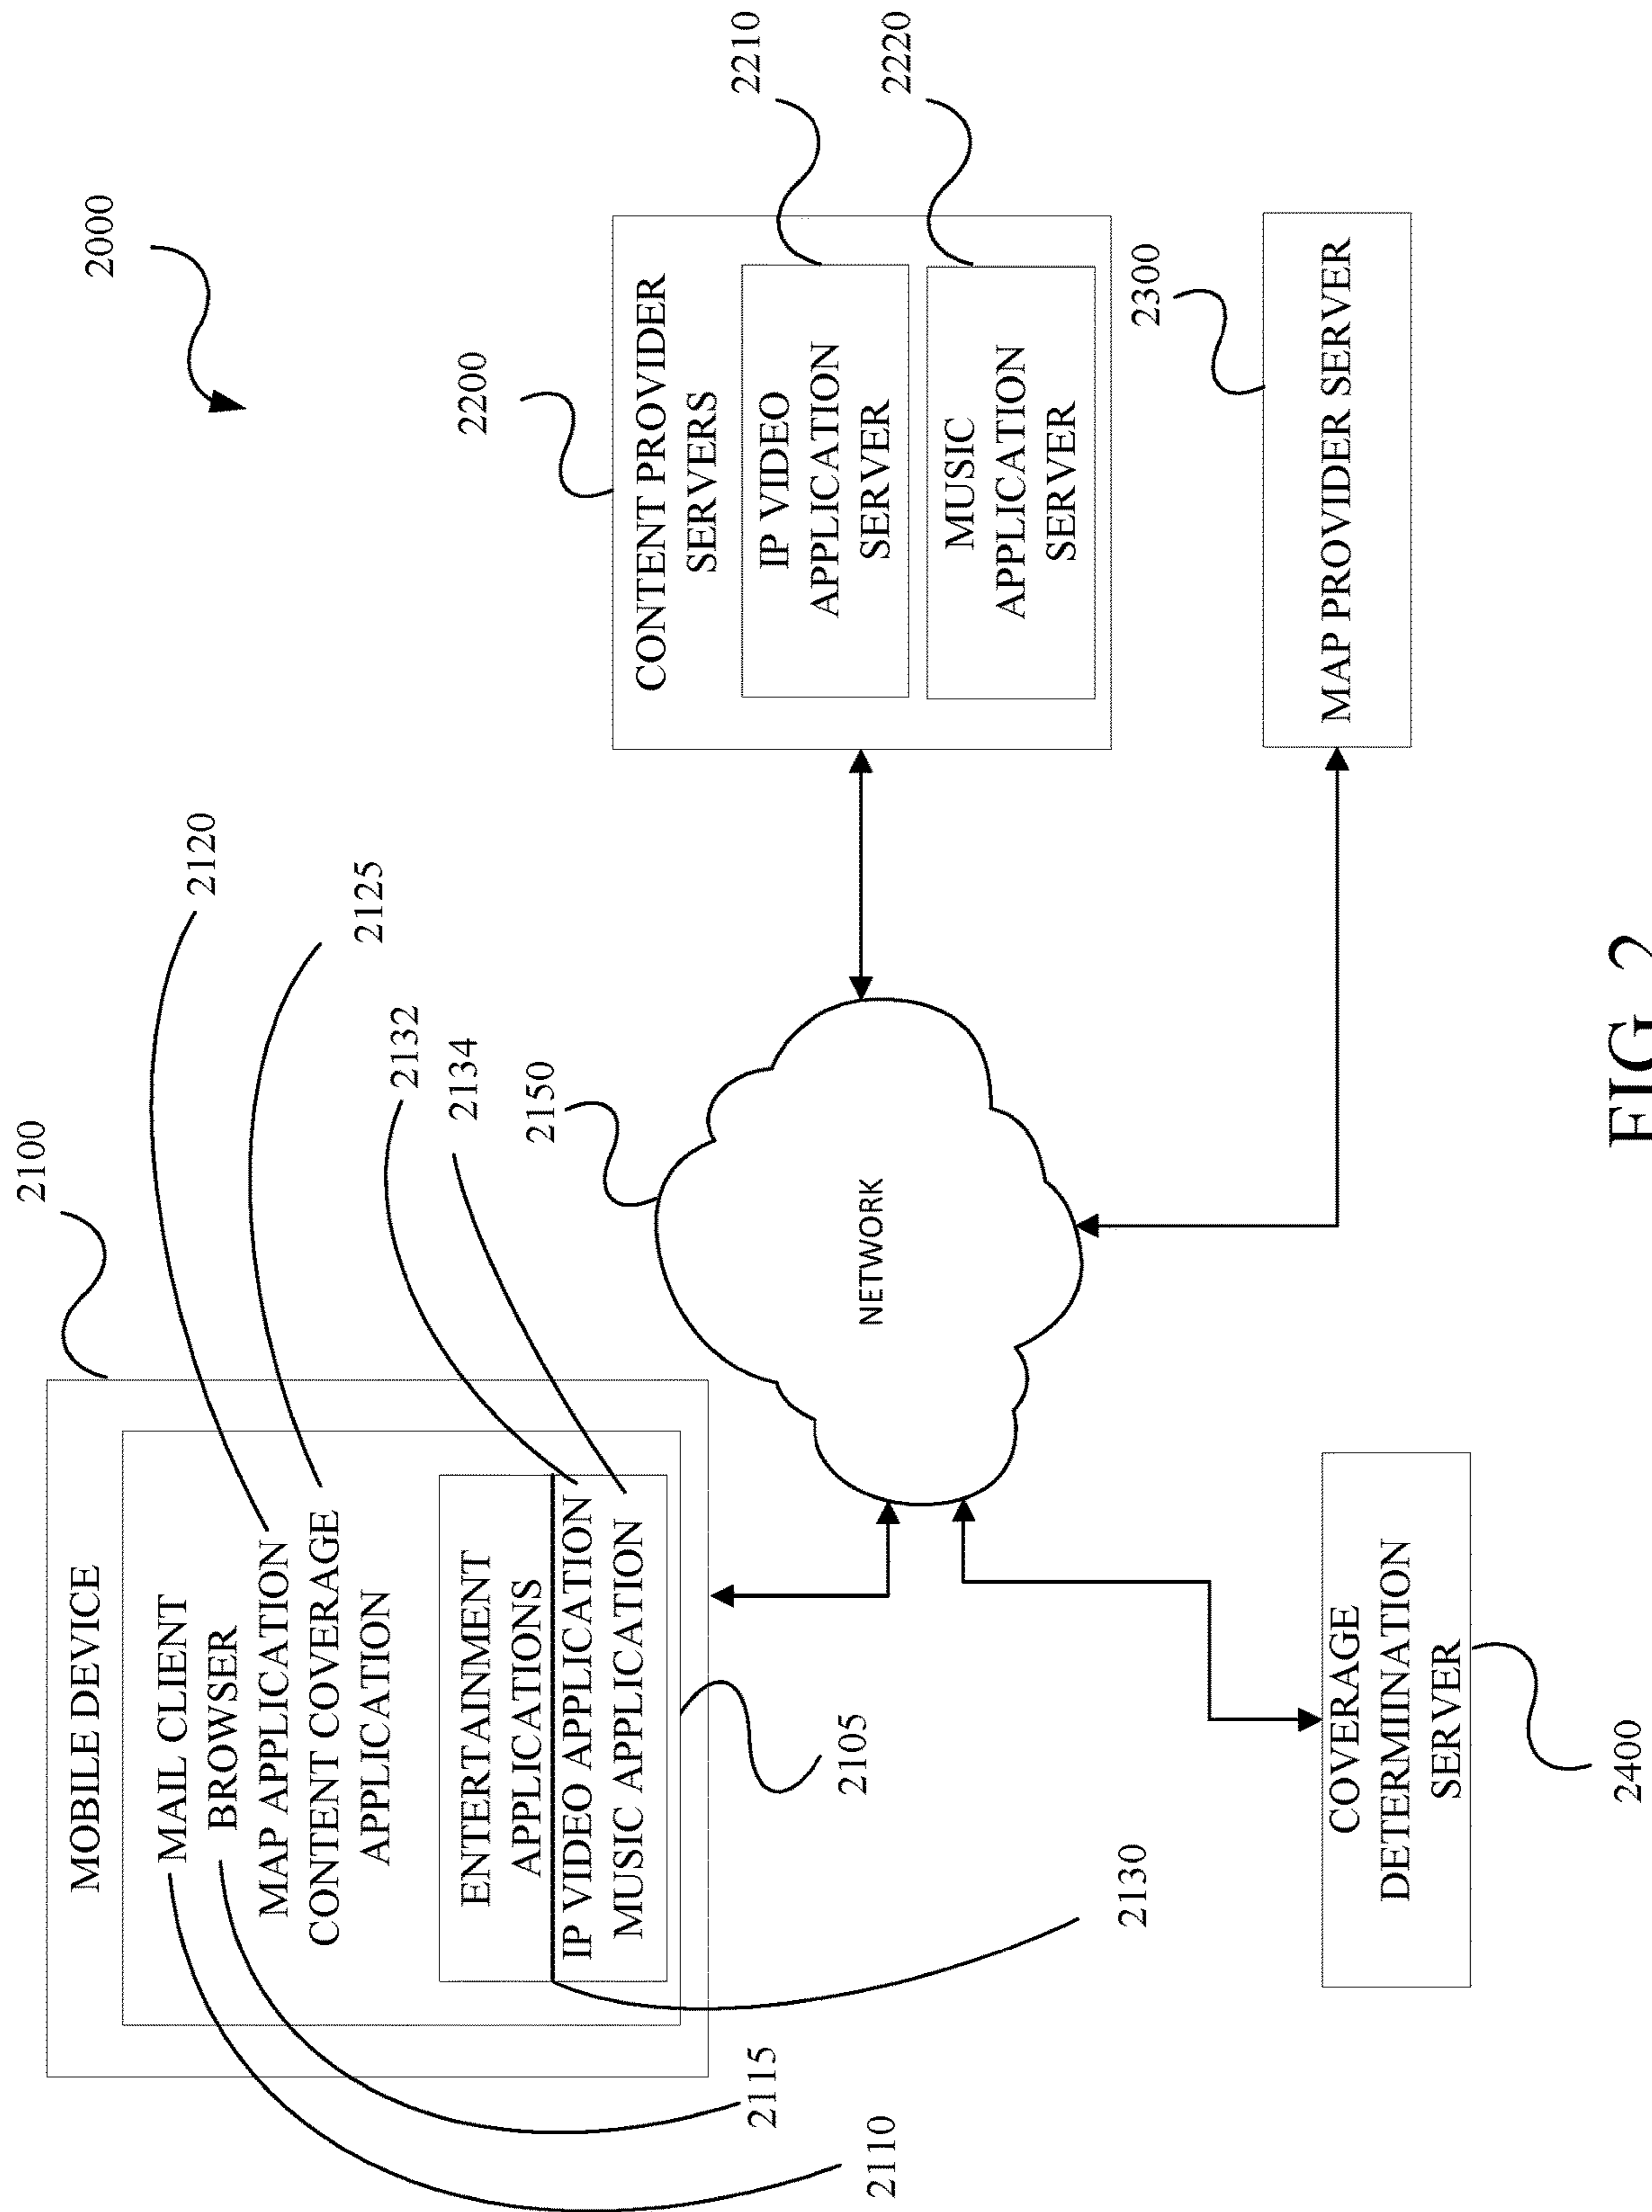 2000
2100
MOBILE DEVICE
MAIL CLIENT
BROWSER
MAP APPLICATION
CONTENT COVERAGE
APPLICATION
ENTERTAINMENT
APPLICATIONS
IP VIDEO APPLICATION
MUSIC APPLICATION
2110
2115
2120
2125
2132
2134
2130
2105
2150
NETWORK
2200
CONTENT PROVIDER
SERVERS
IP VIDEO
APPLICATION
SERVER
2210
MUSIC
APPLICATION
SERVER
2220
2300
MAP PROVIDER SERVER
COVERAGE
DETERMINATION
SERVER
2400
FIG. 2